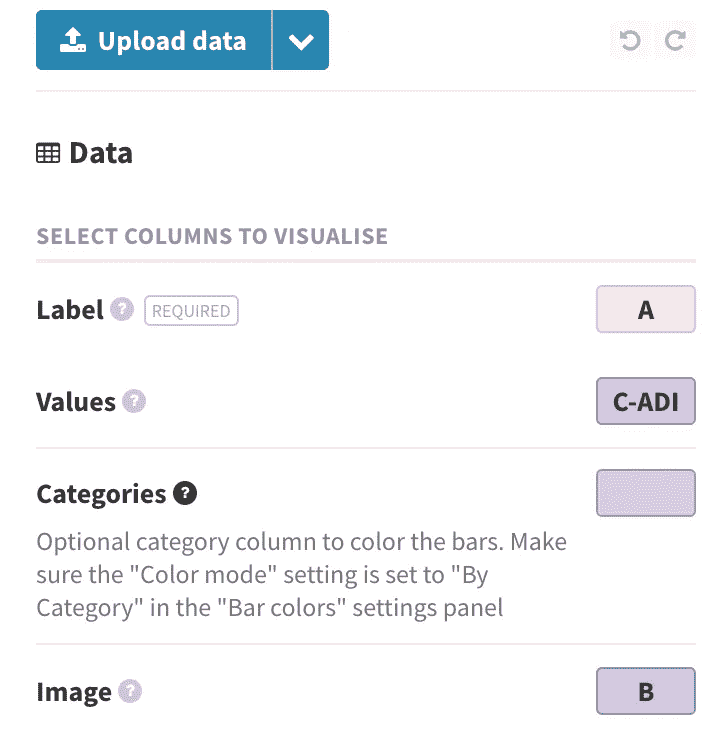 Upload data
Data
SELECT COLUMNS TO VISUALISE
Label ? REQUIRED A
Values ? C-ADI
Categories ?
Optional category column to color the bars. Make
sure the "Color mode" setting is set to "By
Category" in the "Bar colors" settings panel
Image ? B